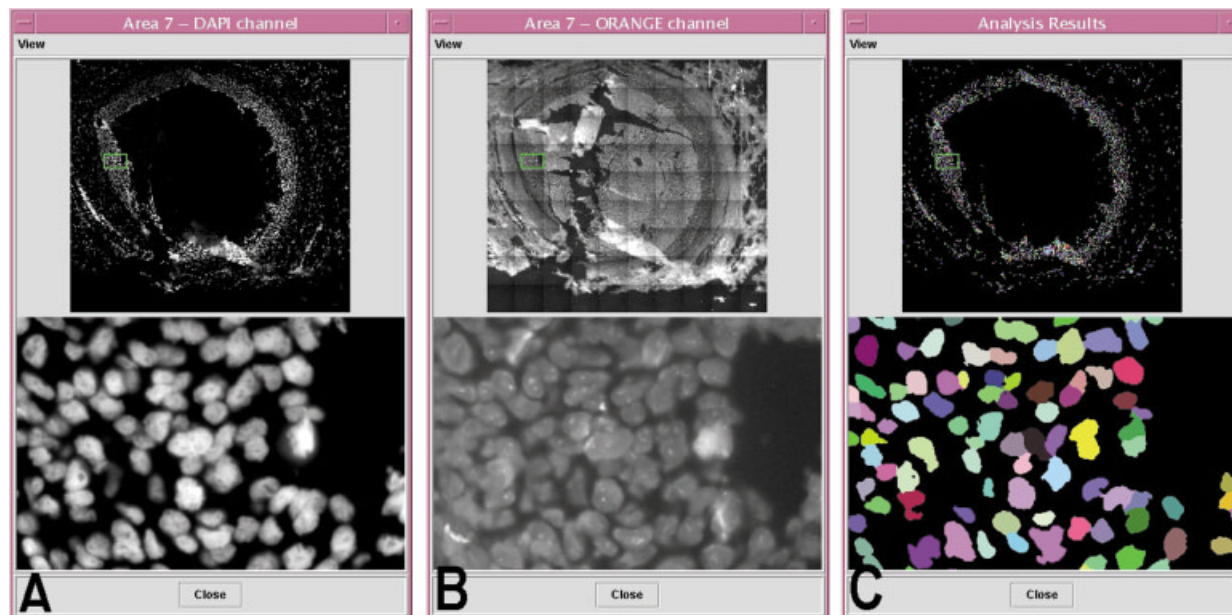 Area 7 – DAPI channel
View
Close
A
Area 7 – ORANGE channel
View
Close
B
Analysis Results
View
Close
C